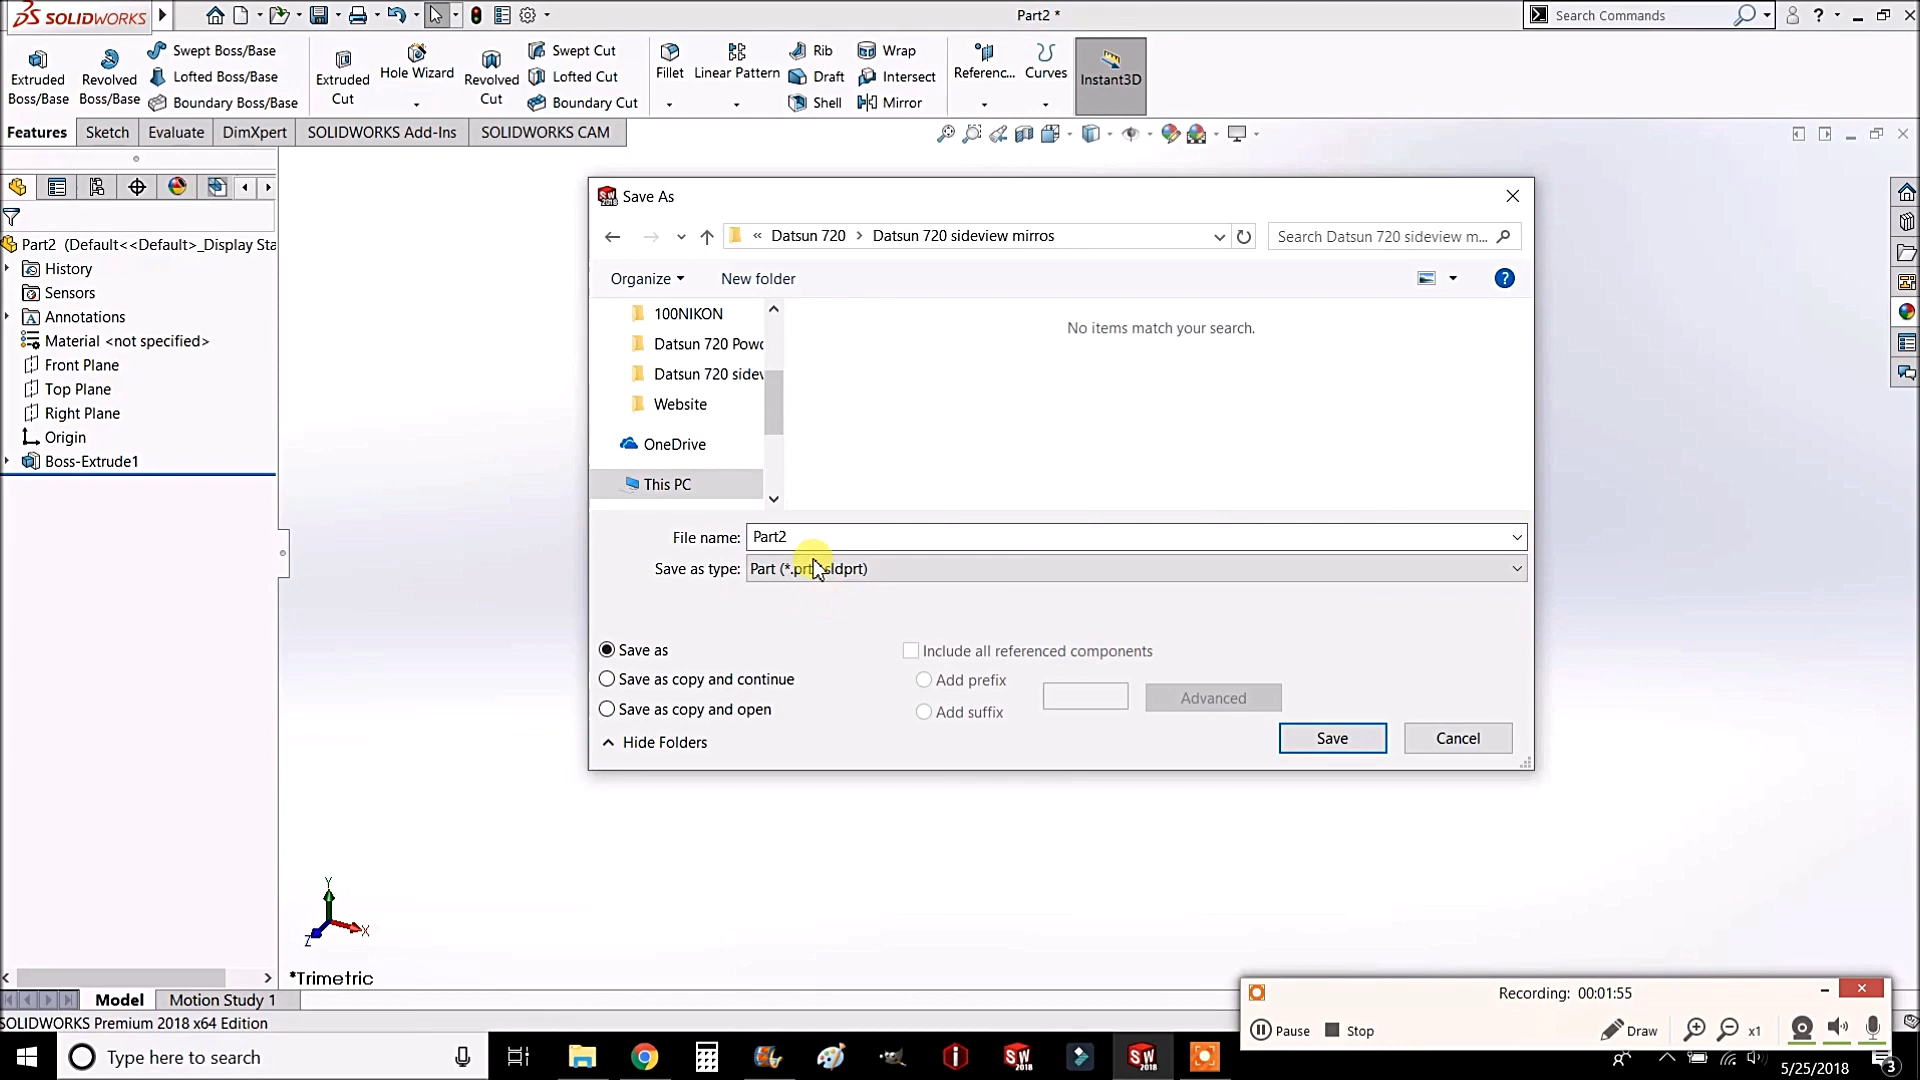 SOLIDWORKS
Part2 *
Search Commands
?
Extruded Boss/Base
Revolved Boss/Base
Swept Boss/Base
Lofted Boss/Base
Boundary Boss/Base
Extruded Cut
Hole Wizard
Revolved Cut
Swept Cut
Lofted Cut
Boundary Cut
Fillet
Linear Pattern
Rib
Draft
Shell
Wrap
Intersect
Mirror
Referenc...
Curves
Instant3D
Features
Sketch
Evaluate
DimXpert
SOLIDWORKS Add-Ins
SOLIDWORKS CAM
Part2 (Default<<Default>_Display Sta
History
Sensors
Annotations
Material <not specified>
Front Plane
Top Plane
Right Plane
Origin
Boss-Extrude1
SW 2018
Save As
« Datsun 720 > Datsun 720 sideview mirros
Search Datsun 720 sideview m...
Organize
New folder
?
100NIKON
Datsun 720 Powd
Datsun 720 sidev
Website
OneDrive
This PC
No items match your search.
File name: Part2
Save as type: Part (*.prt sldprt)
Save as
Save as copy and continue
Save as copy and open
Include all referenced components
Add prefix
Add suffix
Advanced
Hide Folders
Save
Cancel
Y
X
Z
*Trimetric
Model
Motion Study 1
SOLIDWORKS Premium 2018 x64 Edition
Recording: 00:01:55
Pause
Stop
Draw
x1
Type here to search
SW 2018
SW 2018
5/25/2018
3